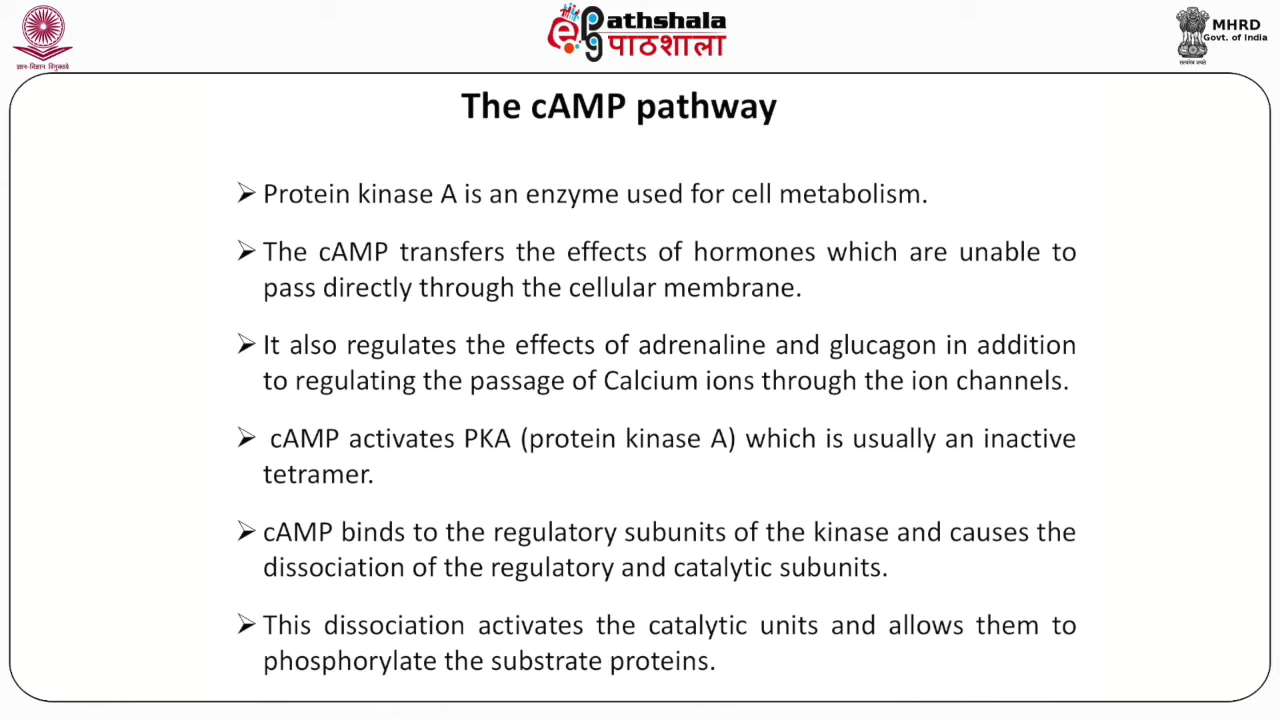 ज्ञान-विज्ञान विमुक्तये
ePathshala
पाठशाला
MHRD
Govt. of India
सत्यमेव जयते
The cAMP pathway
➢ Protein kinase A is an enzyme used for cell metabolism.
➢ The cAMP transfers the effects of hormones which are unable to
pass directly through the cellular membrane.
➢ It also regulates the effects of adrenaline and glucagon in addition
to regulating the passage of Calcium ions through the ion channels.
➢ cAMP activates PKA (protein kinase A) which is usually an inactive
tetramer.
➢ cAMP binds to the regulatory subunits of the kinase and causes the
dissociation of the regulatory and catalytic subunits.
➢ This dissociation activates the catalytic units and allows them to
phosphorylate the substrate proteins.